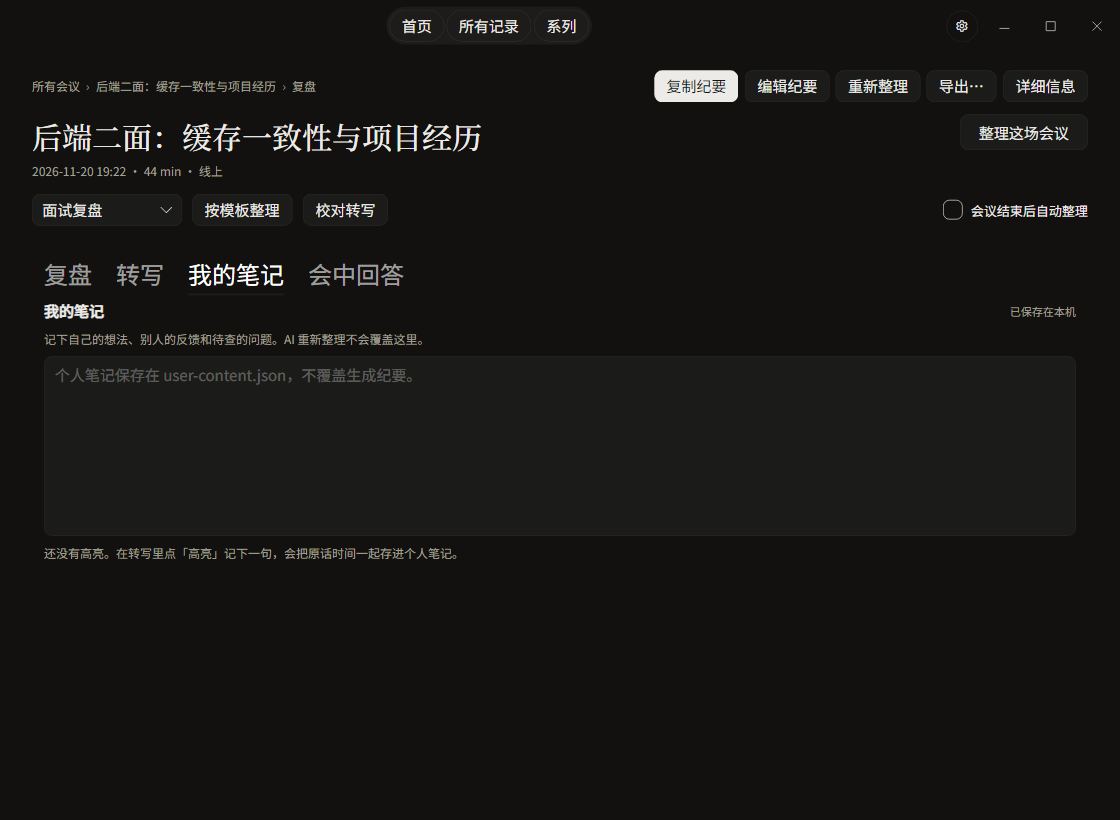 首页 所有记录 系列
所有会议 › 后端二面：缓存一致性与项目经历 › 复盘
复制纪要 编辑纪要 重新整理 导出··· 详细信息
后端二面：缓存一致性与项目经历
整理这场会议
2026-11-20 19:22 • 44 min • 线上
面试复盘 按模板整理 校对转写 会议结束后自动整理
复盘 转写 我的笔记 会中回答
我的笔记 已保存在本机
记下自己的想法、别人的反馈和待查的问题。AI 重新整理不会覆盖这里。
个人笔记保存在 user-content.json，不覆盖生成纪要。
还没有高亮。在转写里点「高亮」记下一句，会把原话时间一起存进个人笔记。